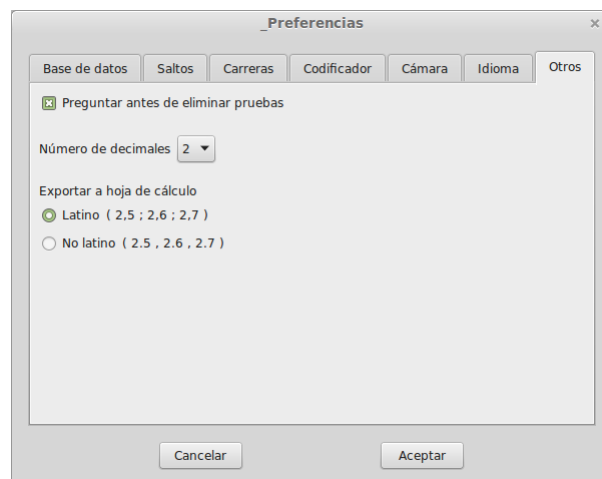 _Preferencias
Base de datos Saltos Carreras Codificador Cámara Idioma Otros
Preguntar antes de eliminar pruebas
Número de decimales 2
Exportar a hoja de cálculo
Latino ( 2,5 ; 2,6 ; 2,7 )
No latino ( 2.5 , 2.6 , 2.7 )
Cancelar Aceptar